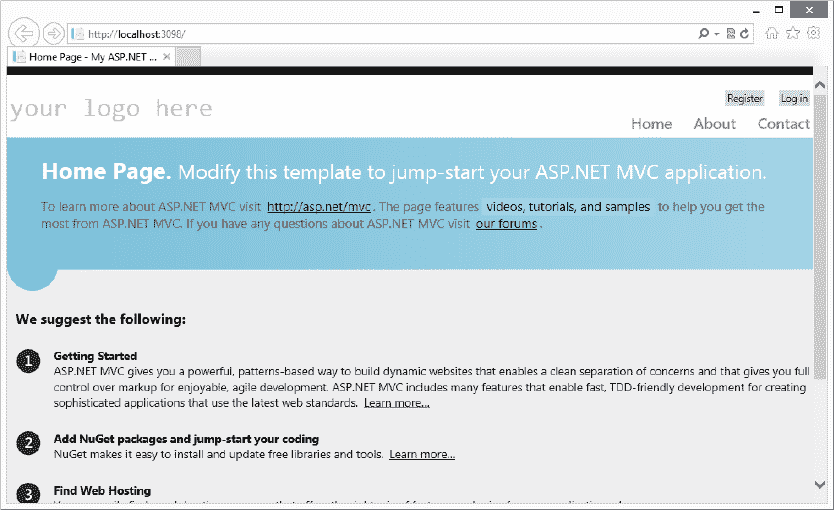 http://localhost:3098/
Home Page - My ASP.NET ...
Register Log in
your logo here
Home About Contact
Home Page. Modify this template to jump-start your ASP.NET MVC application.
To learn more about ASP.NET MVC visit http://asp.net/mvc. The page features videos, tutorials, and samples to help you get the
most from ASP.NET MVC. If you have any questions about ASP.NET MVC visit our forums.
We suggest the following:
1 Getting Started
ASP.NET MVC gives you a powerful, patterns-based way to build dynamic websites that enables a clean separation of concerns and that gives you full
control over markup for enjoyable, agile development. ASP.NET MVC includes many features that enable fast, TDD-friendly development for creating
sophisticated applications that use the latest web standards. Learn more...
2 Add NuGet packages and jump-start your coding
NuGet makes it easy to install and update free libraries and tools. Learn more...
3 Find Web Hosting